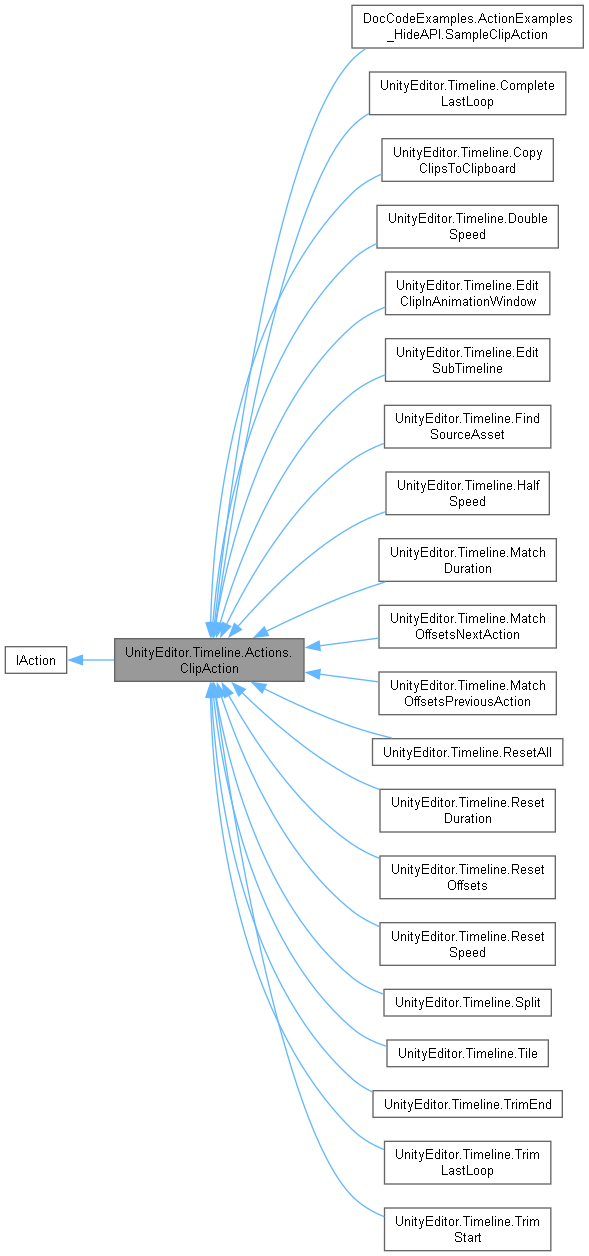 DocCodeExamples.ActionExamples
_HideAPI.SampleClipAction
UnityEditor.Timeline.Complete
LastLoop
UnityEditor.Timeline.Copy
ClipsToClipboard
UnityEditor.Timeline.Double
Speed
UnityEditor.Timeline.Edit
ClipInAnimationWindow
UnityEditor.Timeline.Edit
SubTimeline
UnityEditor.Timeline.Find
SourceAsset
UnityEditor.Timeline.Half
Speed
UnityEditor.Timeline.Match
Duration
UnityEditor.Timeline.Match
OffsetsNextAction
IAction
UnityEditor.Timeline.Actions.
ClipAction
UnityEditor.Timeline.Match
OffsetsPreviousAction
UnityEditor.Timeline.ResetAll
UnityEditor.Timeline.Reset
Duration
UnityEditor.Timeline.Reset
Offsets
UnityEditor.Timeline.Reset
Speed
UnityEditor.Timeline.Split
UnityEditor.Timeline.Tile
UnityEditor.Timeline.TrimEnd
UnityEditor.Timeline.Trim
LastLoop
UnityEditor.Timeline.Trim
Start